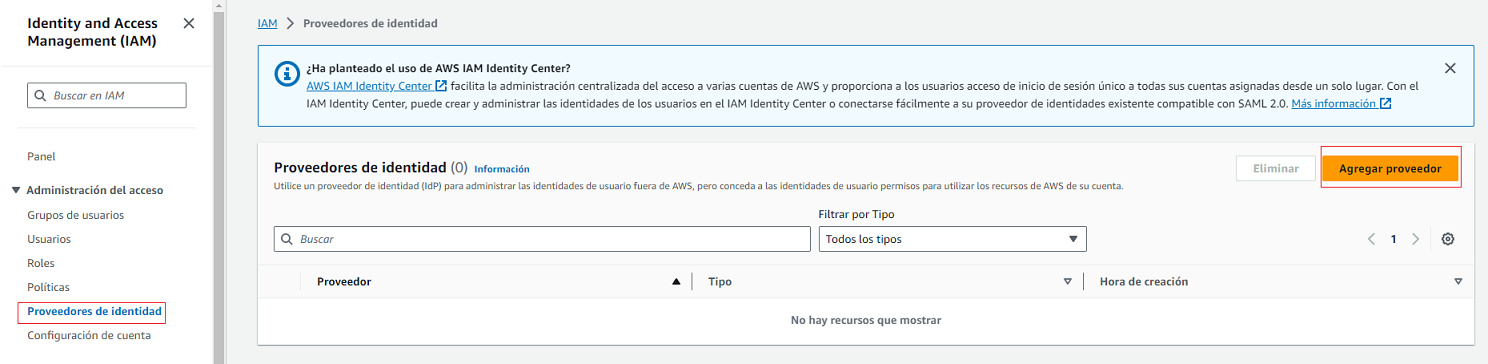 Identity and Access
Management (IAM)
Buscar en IAM
Panel
Administración del acceso
Grupos de usuarios
Usuarios
Roles
Políticas
Proveedores de identidad
Configuración de cuenta
IAM > Proveedores de identidad
¿Ha planteado el uso de AWS IAM Identity Center?
AWS IAM Identity Center facilita la administración centralizada del acceso a varias cuentas de AWS y proporciona a los usuarios acceso de inicio de sesión único a todas sus cuentas asignadas desde un solo lugar. Con el
IAM Identity Center, puede crear y administrar las identidades de los usuarios en el IAM Identity Center o conectarse fácilmente a su proveedor de identidades existente compatible con SAML 2.0. Más información
Proveedores de identidad (0) Información
Eliminar
Agregar proveedor
Utilice un proveedor de identidad (IdP) para administrar las identidades de usuario fuera de AWS, pero conceda a las identidades de usuario permisos para utilizar los recursos de AWS de su cuenta.
Filtrar por Tipo
Buscar
Todos los tipos
1
Proveedor
Tipo
Hora de creación
No hay recursos que mostrar